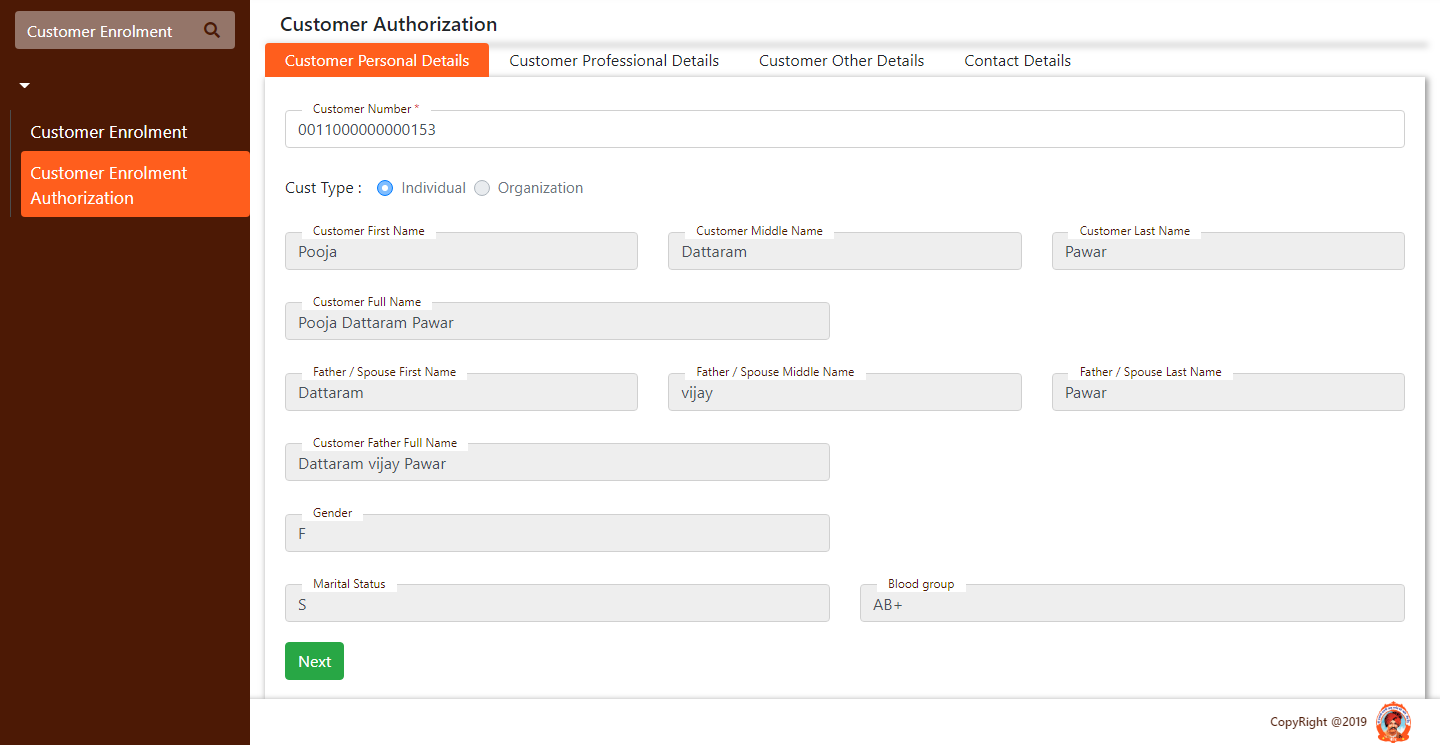 Customer Enrolment
Customer Enrolment
Customer Enrolment
Authorization
Customer Authorization
Customer Personal Details Customer Professional Details Customer Other Details Contact Details
Customer Number *
0011000000000153
Cust Type : Individual Organization
Customer First Name Customer Middle Name Customer Last Name
Pooja Dattaram Pawar
Customer Full Name
Pooja Dattaram Pawar
Father / Spouse First Name Father / Spouse Middle Name Father / Spouse Last Name
Dattaram vijay Pawar
Customer Father Full Name
Dattaram vijay Pawar
Gender
F
Marital Status Blood group
S AB+
Next
CopyRight @2019